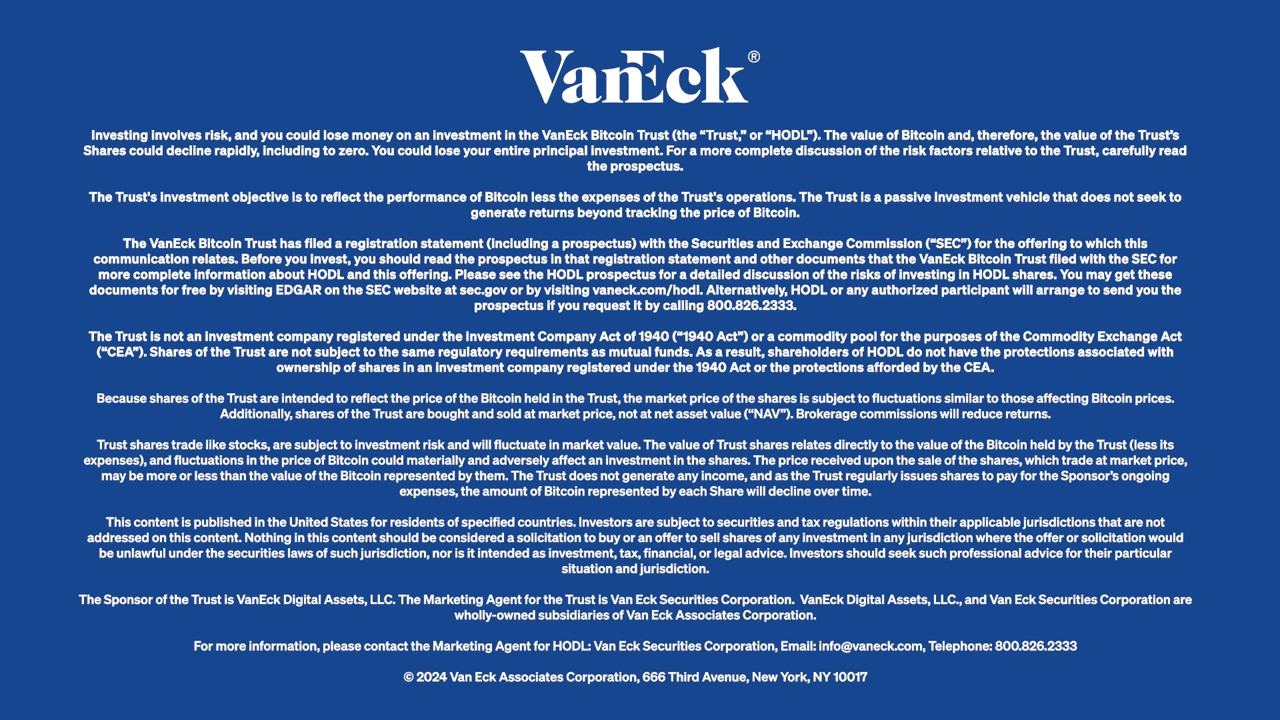 VanEck®
Investing involves risk, and you could lose money on an investment in the VanEck Bitcoin Trust (the “Trust,” or “HODL”). The value of Bitcoin and, therefore, the value of the Trust’s
Shares could decline rapidly, including to zero. You could lose your entire principal investment. For a more complete discussion of the risk factors relative to the Trust, carefully read
the prospectus.
The Trust's investment objective is to reflect the performance of Bitcoin less the expenses of the Trust's operations. The Trust is a passive investment vehicle that does not seek to
generate returns beyond tracking the price of Bitcoin.
The VanEck Bitcoin Trust has filed a registration statement (including a prospectus) with the Securities and Exchange Commission (“SEC”) for the offering to which this
communication relates. Before you invest, you should read the prospectus in that registration statement and other documents that the VanEck Bitcoin Trust filed with the SEC for
more complete information about HODL and this offering. Please see the HODL prospectus for a detailed discussion of the risks of investing in HODL shares. You may get these
documents for free by visiting EDGAR on the SEC website at sec.gov or by visiting vaneck.com/hodl. Alternatively, HODL or any authorized participant will arrange to send you the
prospectus if you request it by calling 800.826.2333.
The Trust is not an investment company registered under the Investment Company Act of 1940 (“1940 Act”) or a commodity pool for the purposes of the Commodity Exchange Act
(“CEA”). Shares of the Trust are not subject to the same regulatory requirements as mutual funds. As a result, shareholders of HODL do not have the protections associated with
ownership of shares in an investment company registered under the 1940 Act or the protections afforded by the CEA.
Because shares of the Trust are intended to reflect the price of the Bitcoin held in the Trust, the market price of the shares is subject to fluctuations similar to those affecting Bitcoin prices.
Additionally, shares of the Trust are bought and sold at market price, not at net asset value (“NAV”). Brokerage commissions will reduce returns.
Trust shares trade like stocks, are subject to investment risk and will fluctuate in market value. The value of Trust shares relates directly to the value of the Bitcoin held by the Trust (less its
expenses), and fluctuations in the price of Bitcoin could materially and adversely affect an investment in the shares. The price received upon the sale of the shares, which trade at market price,
may be more or less than the value of the Bitcoin represented by them. The Trust does not generate any income, and as the Trust regularly issues shares to pay for the Sponsor’s ongoing
expenses, the amount of Bitcoin represented by each Share will decline over time.
This content is published in the United States for residents of specified countries. Investors are subject to securities and tax regulations within their applicable jurisdictions that are not
addressed on this content. Nothing in this content should be considered a solicitation to buy or an offer to sell shares of any investment in any jurisdiction where the offer or solicitation would
be unlawful under the securities laws of such jurisdiction, nor is it intended as investment, tax, financial, or legal advice. Investors should seek such professional advice for their particular
situation and jurisdiction.
The Sponsor of the Trust is VanEck Digital Assets, LLC. The Marketing Agent for the Trust is Van Eck Securities Corporation.  VanEck Digital Assets, LLC., and Van Eck Securities Corporation are
wholly-owned subsidiaries of Van Eck Associates Corporation.
For more information, please contact the Marketing Agent for HODL: Van Eck Securities Corporation, Email: info@vaneck.com, Telephone: 800.826.2333
© 2024 Van Eck Associates Corporation, 666 Third Avenue, New York, NY 10017